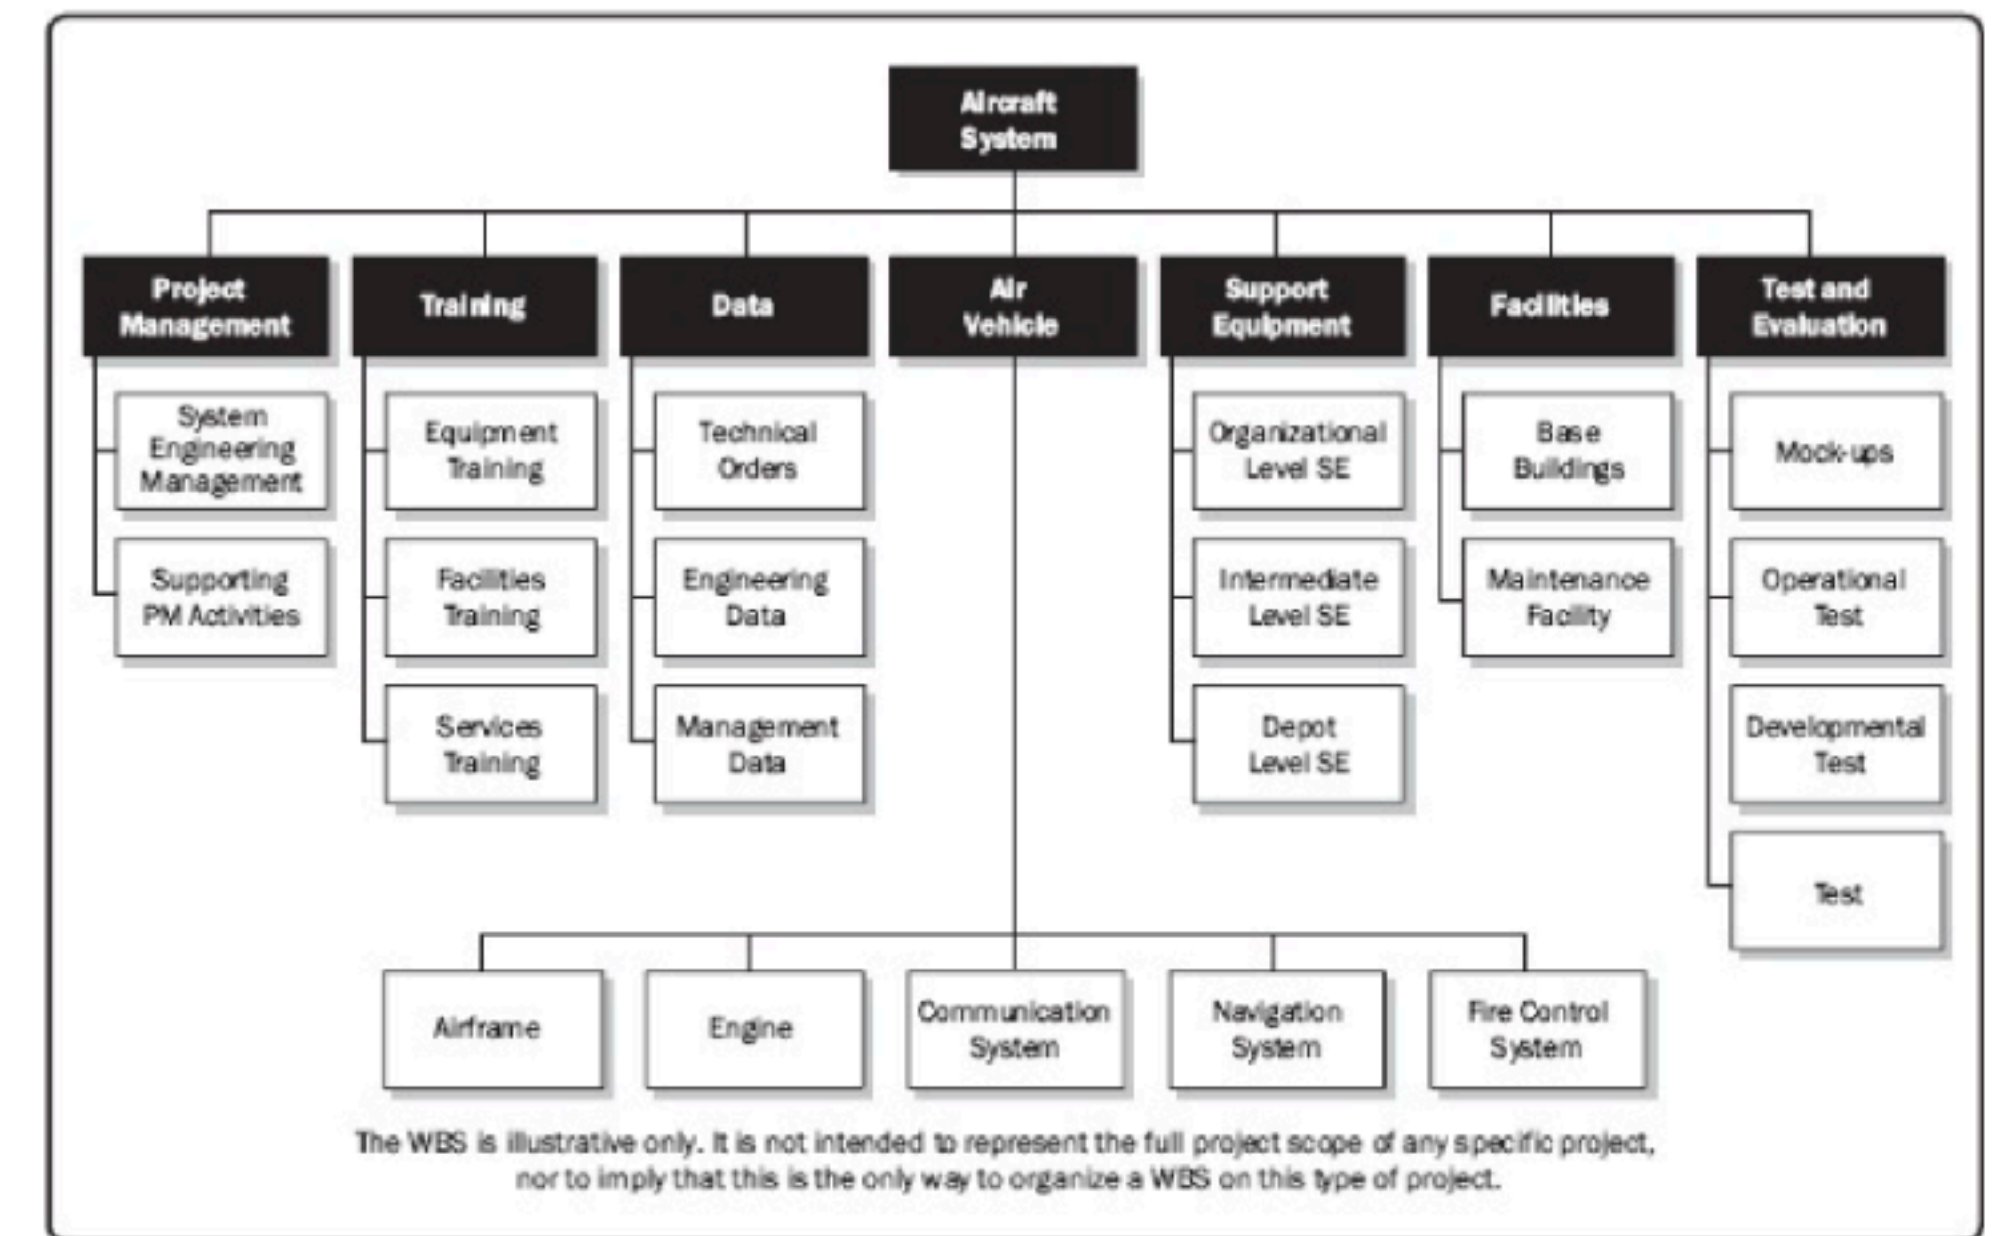 Aircraft
System
Project
Management
Training
Data
Air
Vehicle
Support
Equipment
Facilities
Test and
Evaluation
System
Engineering
Management
Equipment
Training
Technical
Orders
Organizational
Level SE
Base
Buildings
Mock-ups
Supporting
PM Activities
Facilities
Training
Engineering
Data
Intermediate
Level SE
Maintenance
Facility
Operational
Test
Services
Training
Management
Data
Depot
Level SE
Developmental
Test
Test
Airframe
Engine
Communication
System
Navigation
System
Fire Control
System
The WBS is illustrative only. It is not intended to represent the full project scope of any specific project,
nor to imply that this is the only way to organize a WBS on this type of project.